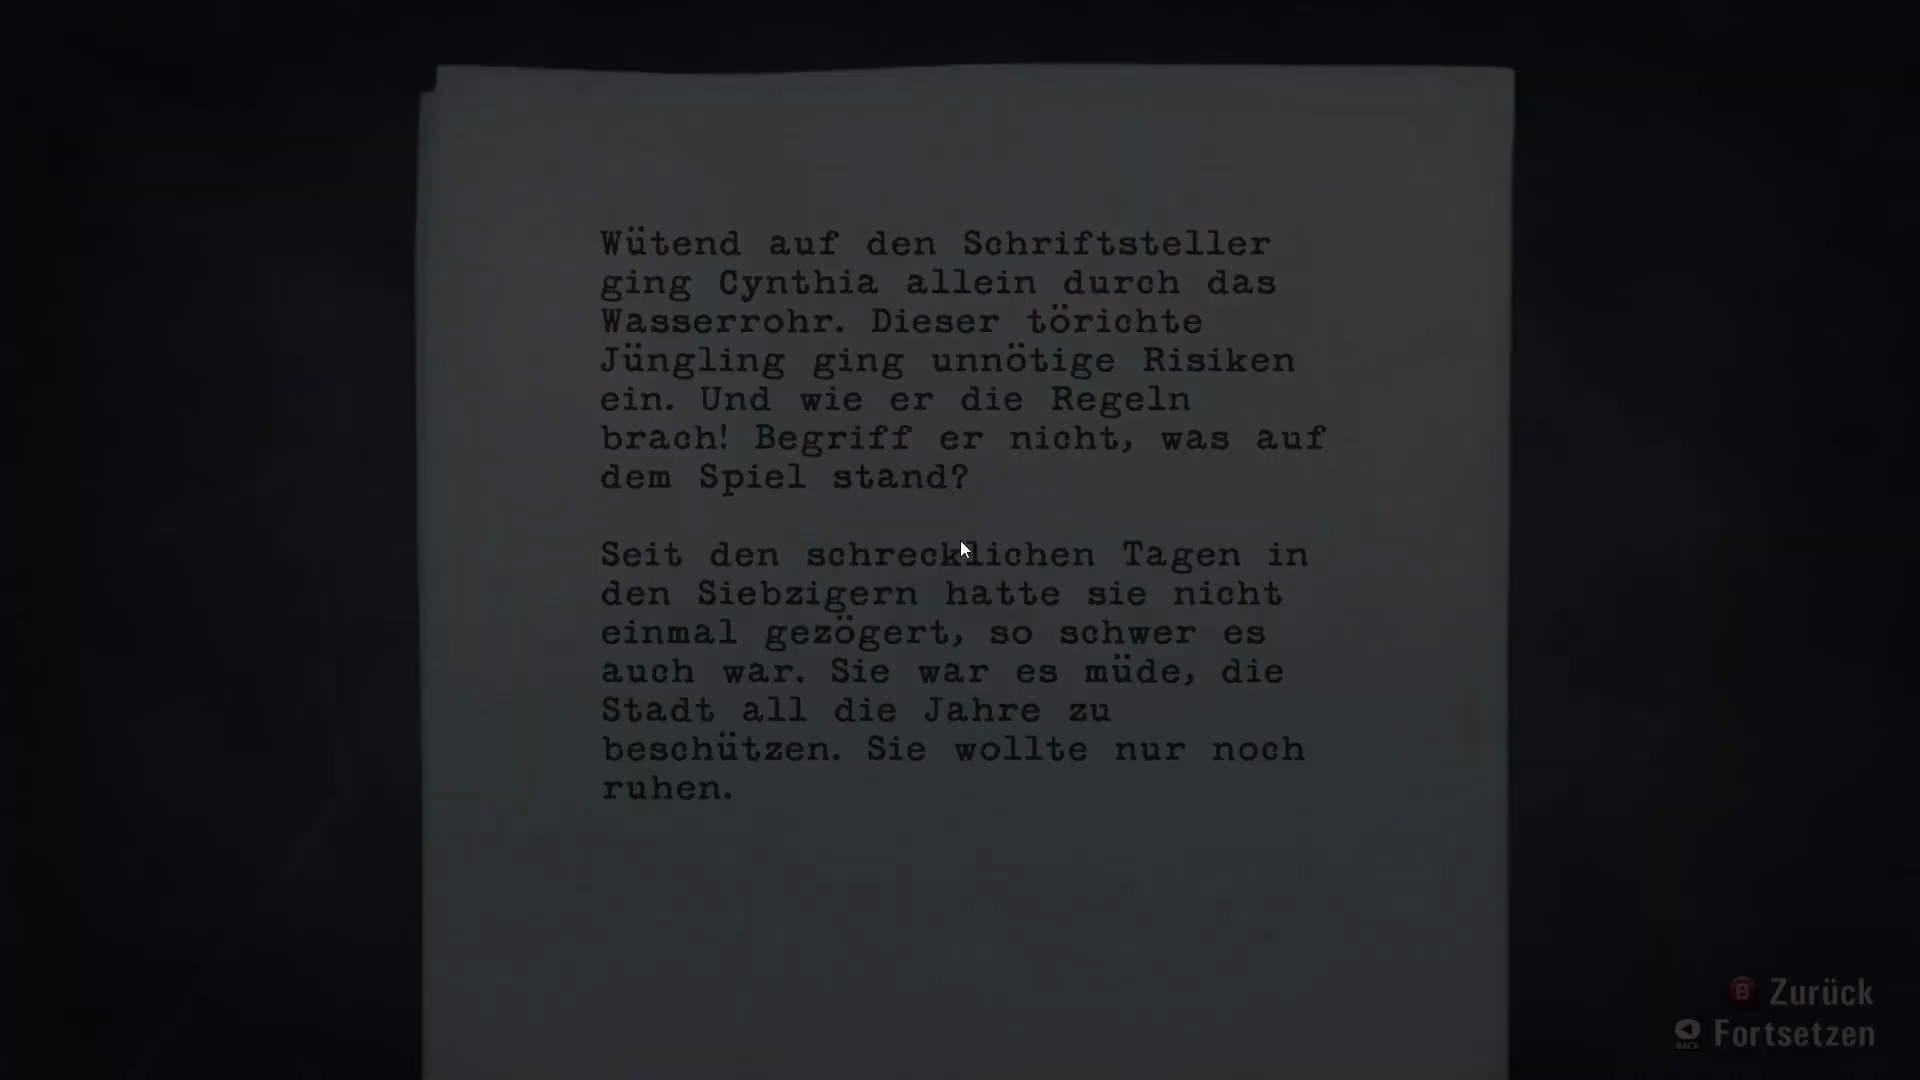 Wütend auf den Schriftsteller
ging Cynthia allein durch das
Wasserrohr. Dieser törichte
Jüngling ging unnötige Risiken
ein. Und wie er die Regeln
brach! Begriff er nicht, was auf
dem Spiel stand?
Seit den schrecklichen Tagen in
den Siebzigern hatte sie nicht
einmal gezögert, so schwer es
auch war. Sie war es müde, die
Stadt all die Jahre zu
beschützen. Sie wollte nur noch
ruhen.
B Zurück
BACK Fortsetzen